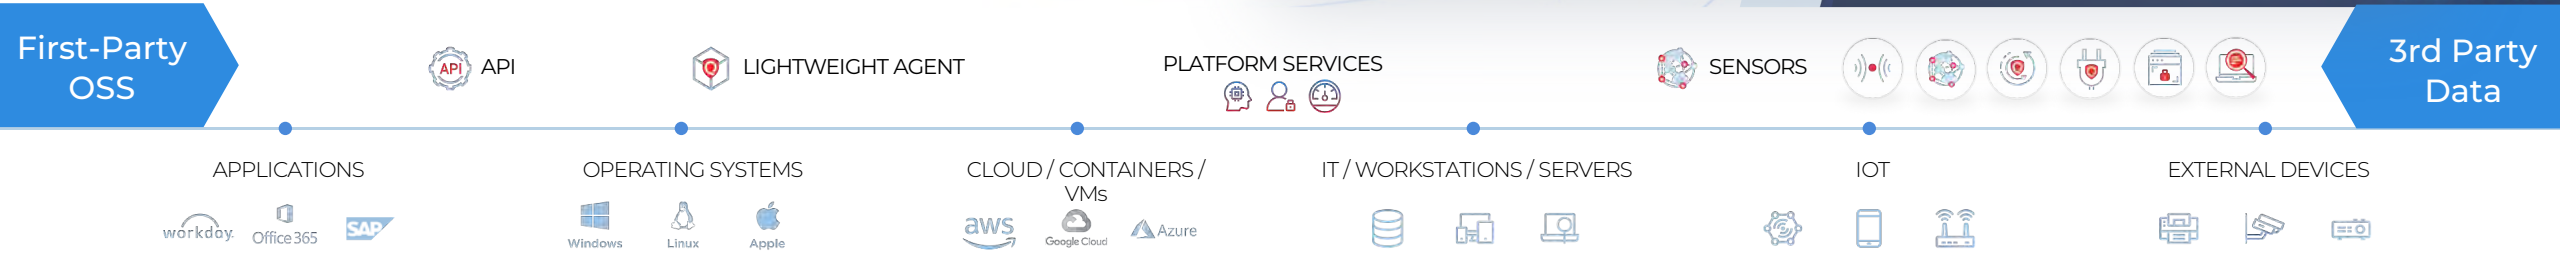 First-Party
OSS
API
API
LIGHTWEIGHT AGENT
PLATFORM SERVICES
SENSORS
3rd Party
Data
APPLICATIONS
OPERATING SYSTEMS
CLOUD / CONTAINERS /
VMs
IT / WORKSTATIONS / SERVERS
IOT
EXTERNAL DEVICES
workday.
Office 365
SAP
Windows
Linux
Apple
aws
Google Cloud
Azure